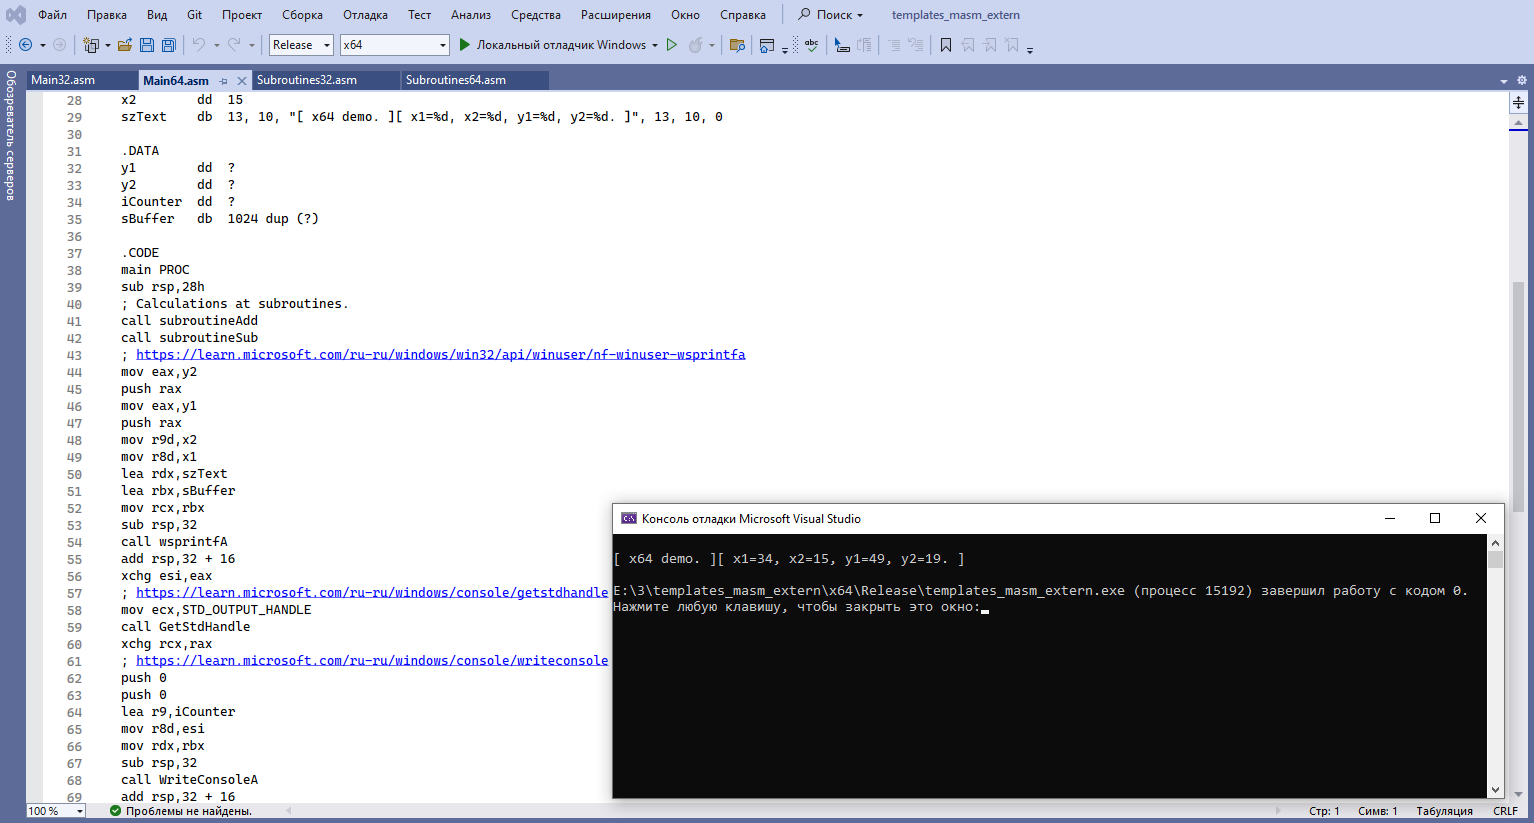 Файл Правка Вид Git Проект Сборка Отладка Тест Анализ Средства Расширения Окно Справка Поиск templates_masm_extern
Release x64 Локальный отладчик Windows abc
Обозреватель серверов
Main32.asm Main64.asm Subroutines32.asm Subroutines64.asm
28 x2 dd 15
29 szText db 13, 10, "[ x64 demo. ][ x1=%d, x2=%d, y1=%d, y2=%d. ]", 13, 10, 0
30
31 .DATA
32 y1 dd ?
33 y2 dd ?
34 iCounter dd ?
35 sBuffer db 1024 dup (?)
36
37 .CODE
38 main PROC
39 sub rsp,28h
40 ; Calculations at subroutines.
41 call subroutineAdd
42 call subroutineSub
43 ; https://learn.microsoft.com/ru-ru/windows/win32/api/winuser/nf-winuser-wsprintfa
44 mov eax,y2
45 push rax
46 mov eax,y1
47 push rax
48 mov r9d,x2
49 mov r8d,x1
50 lea rdx,szText
51 lea rbx,sBuffer
52 mov rcx,rbx
53 sub rsp,32
54 call wsprintfA
55 add rsp,32 + 16
56 xchg esi,eax
57 ; https://learn.microsoft.com/ru-ru/windows/console/getstdhandle
58 mov ecx,STD_OUTPUT_HANDLE
59 call GetStdHandle
60 xchg rcx,rax
61 ; https://learn.microsoft.com/ru-ru/windows/console/writeconsole
62 push 0
63 push 0
64 lea r9,iCounter
65 mov r8d,esi
66 mov rdx,rbx
67 sub rsp,32
68 call WriteConsoleA
69 add rsp,32 + 16
C:\ Консоль отладки Microsoft Visual Studio
[ x64 demo. ][ x1=34, x2=15, y1=49, y2=19. ]
E:\3\templates_masm_extern\x64\Release\templates_masm_extern.exe (процесс 15192) завершил работу с кодом 0.
Нажмите любую клавишу, чтобы закрыть это окно:
100 % Проблемы не найдены. Стр: 1 Симв: 1 Табуляция CRLF